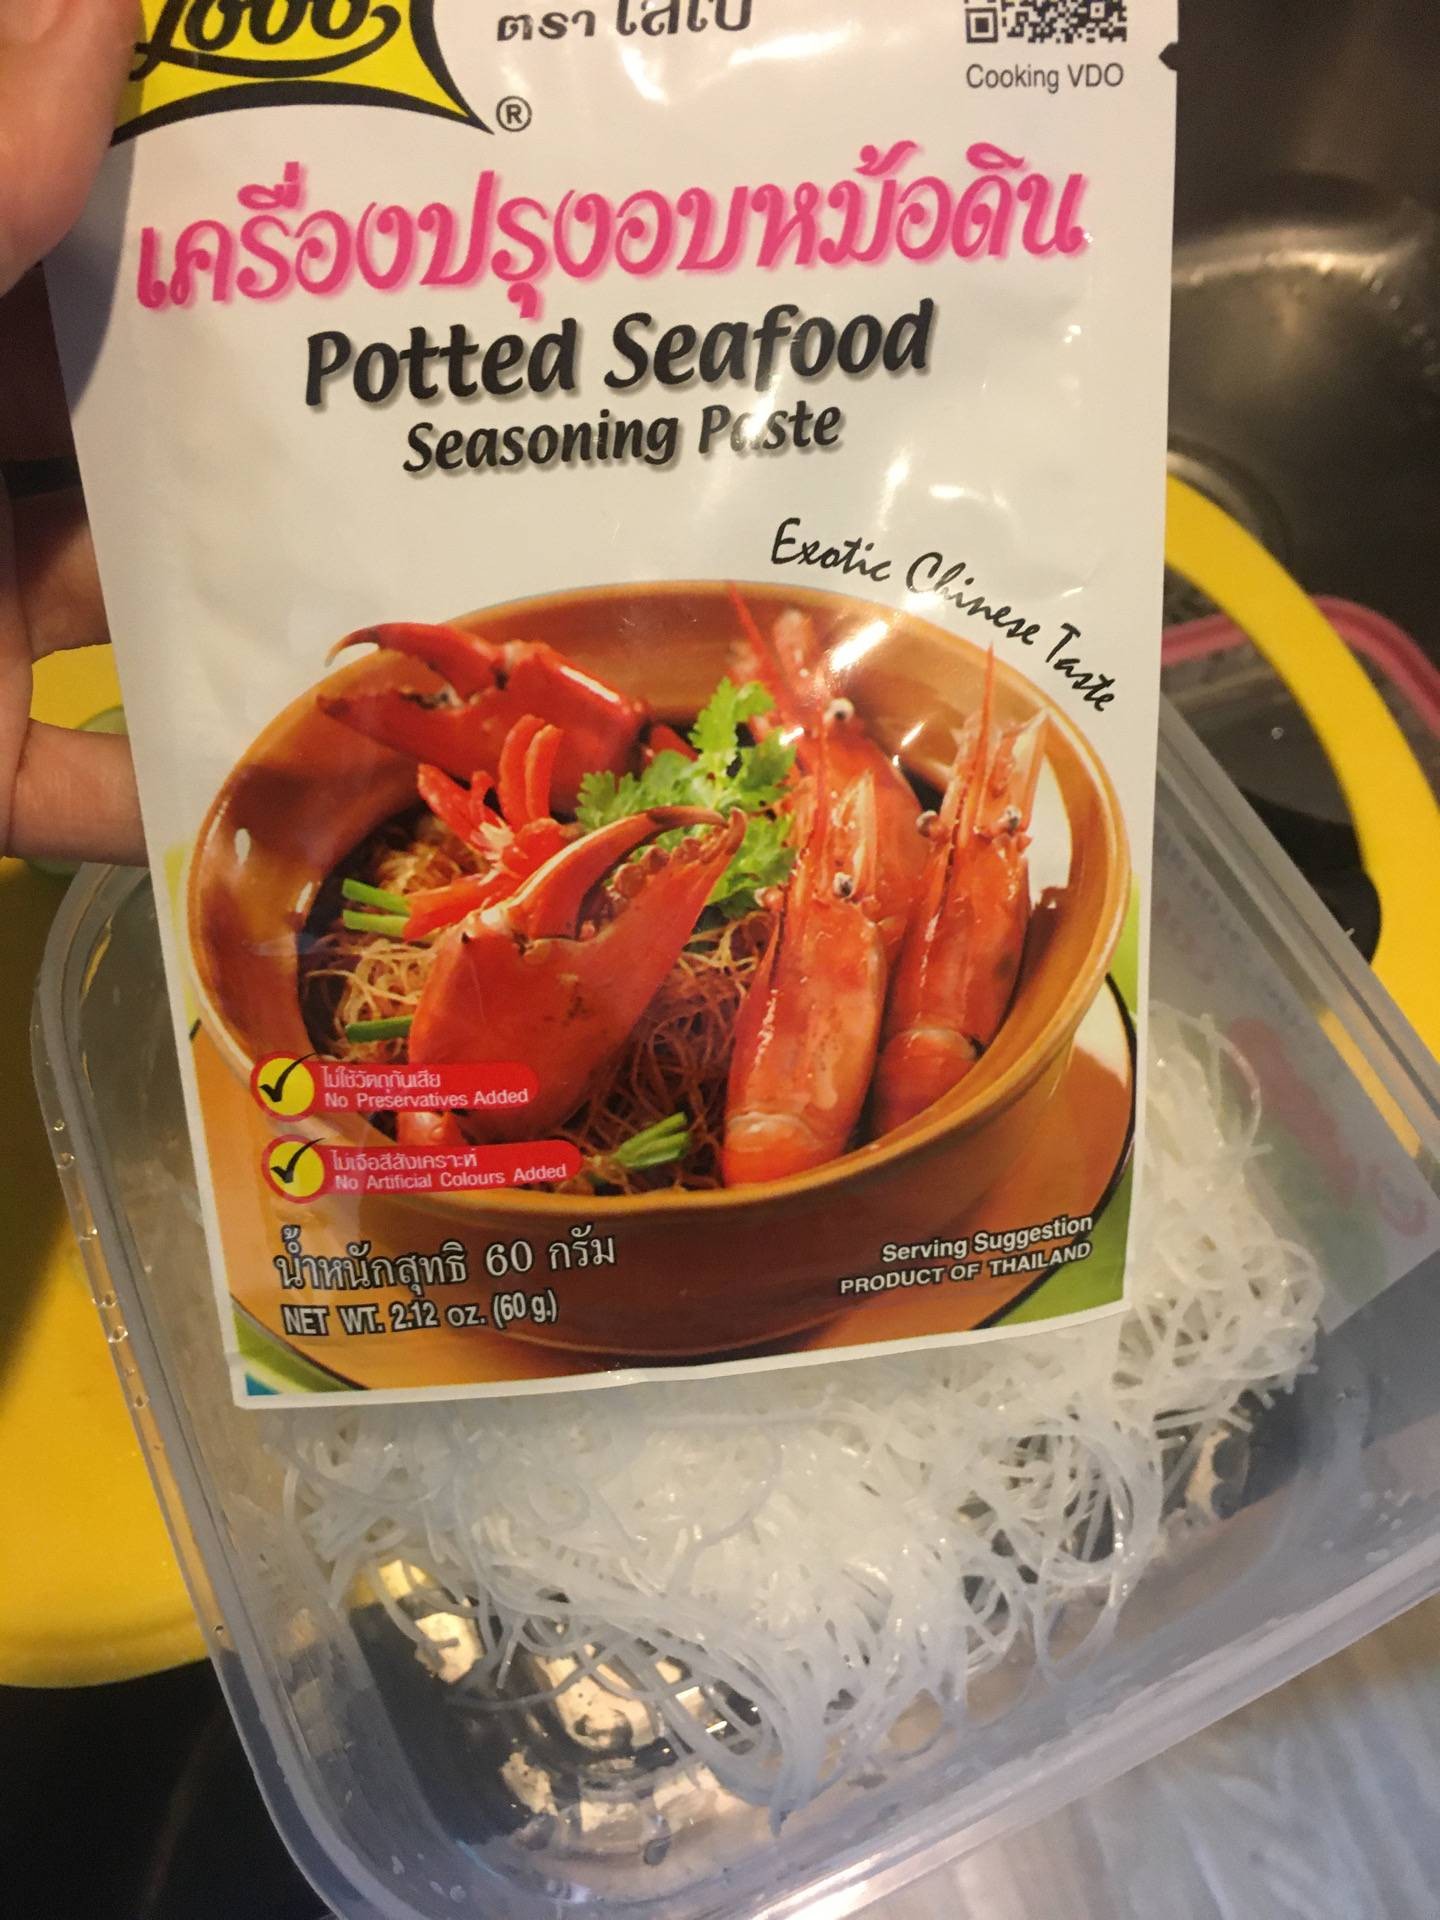 Lobo
ตรา โลโบ
Cooking VDO
®
เครื่องปรุงอบหม้อดิน
Potted Seafood
Seasoning Paste
Exotic Chinese Taste
ไม่ใช้วัตถุกันเสีย
No Preservatives Added
ไม่เจือสีสังเคราะห์
No Artificial Colours Added
น้ำหนักสุทธิ 60 กรัม
NET WT. 2.12 oz. (60 g.)
Serving Suggestion
PRODUCT OF THAILAND